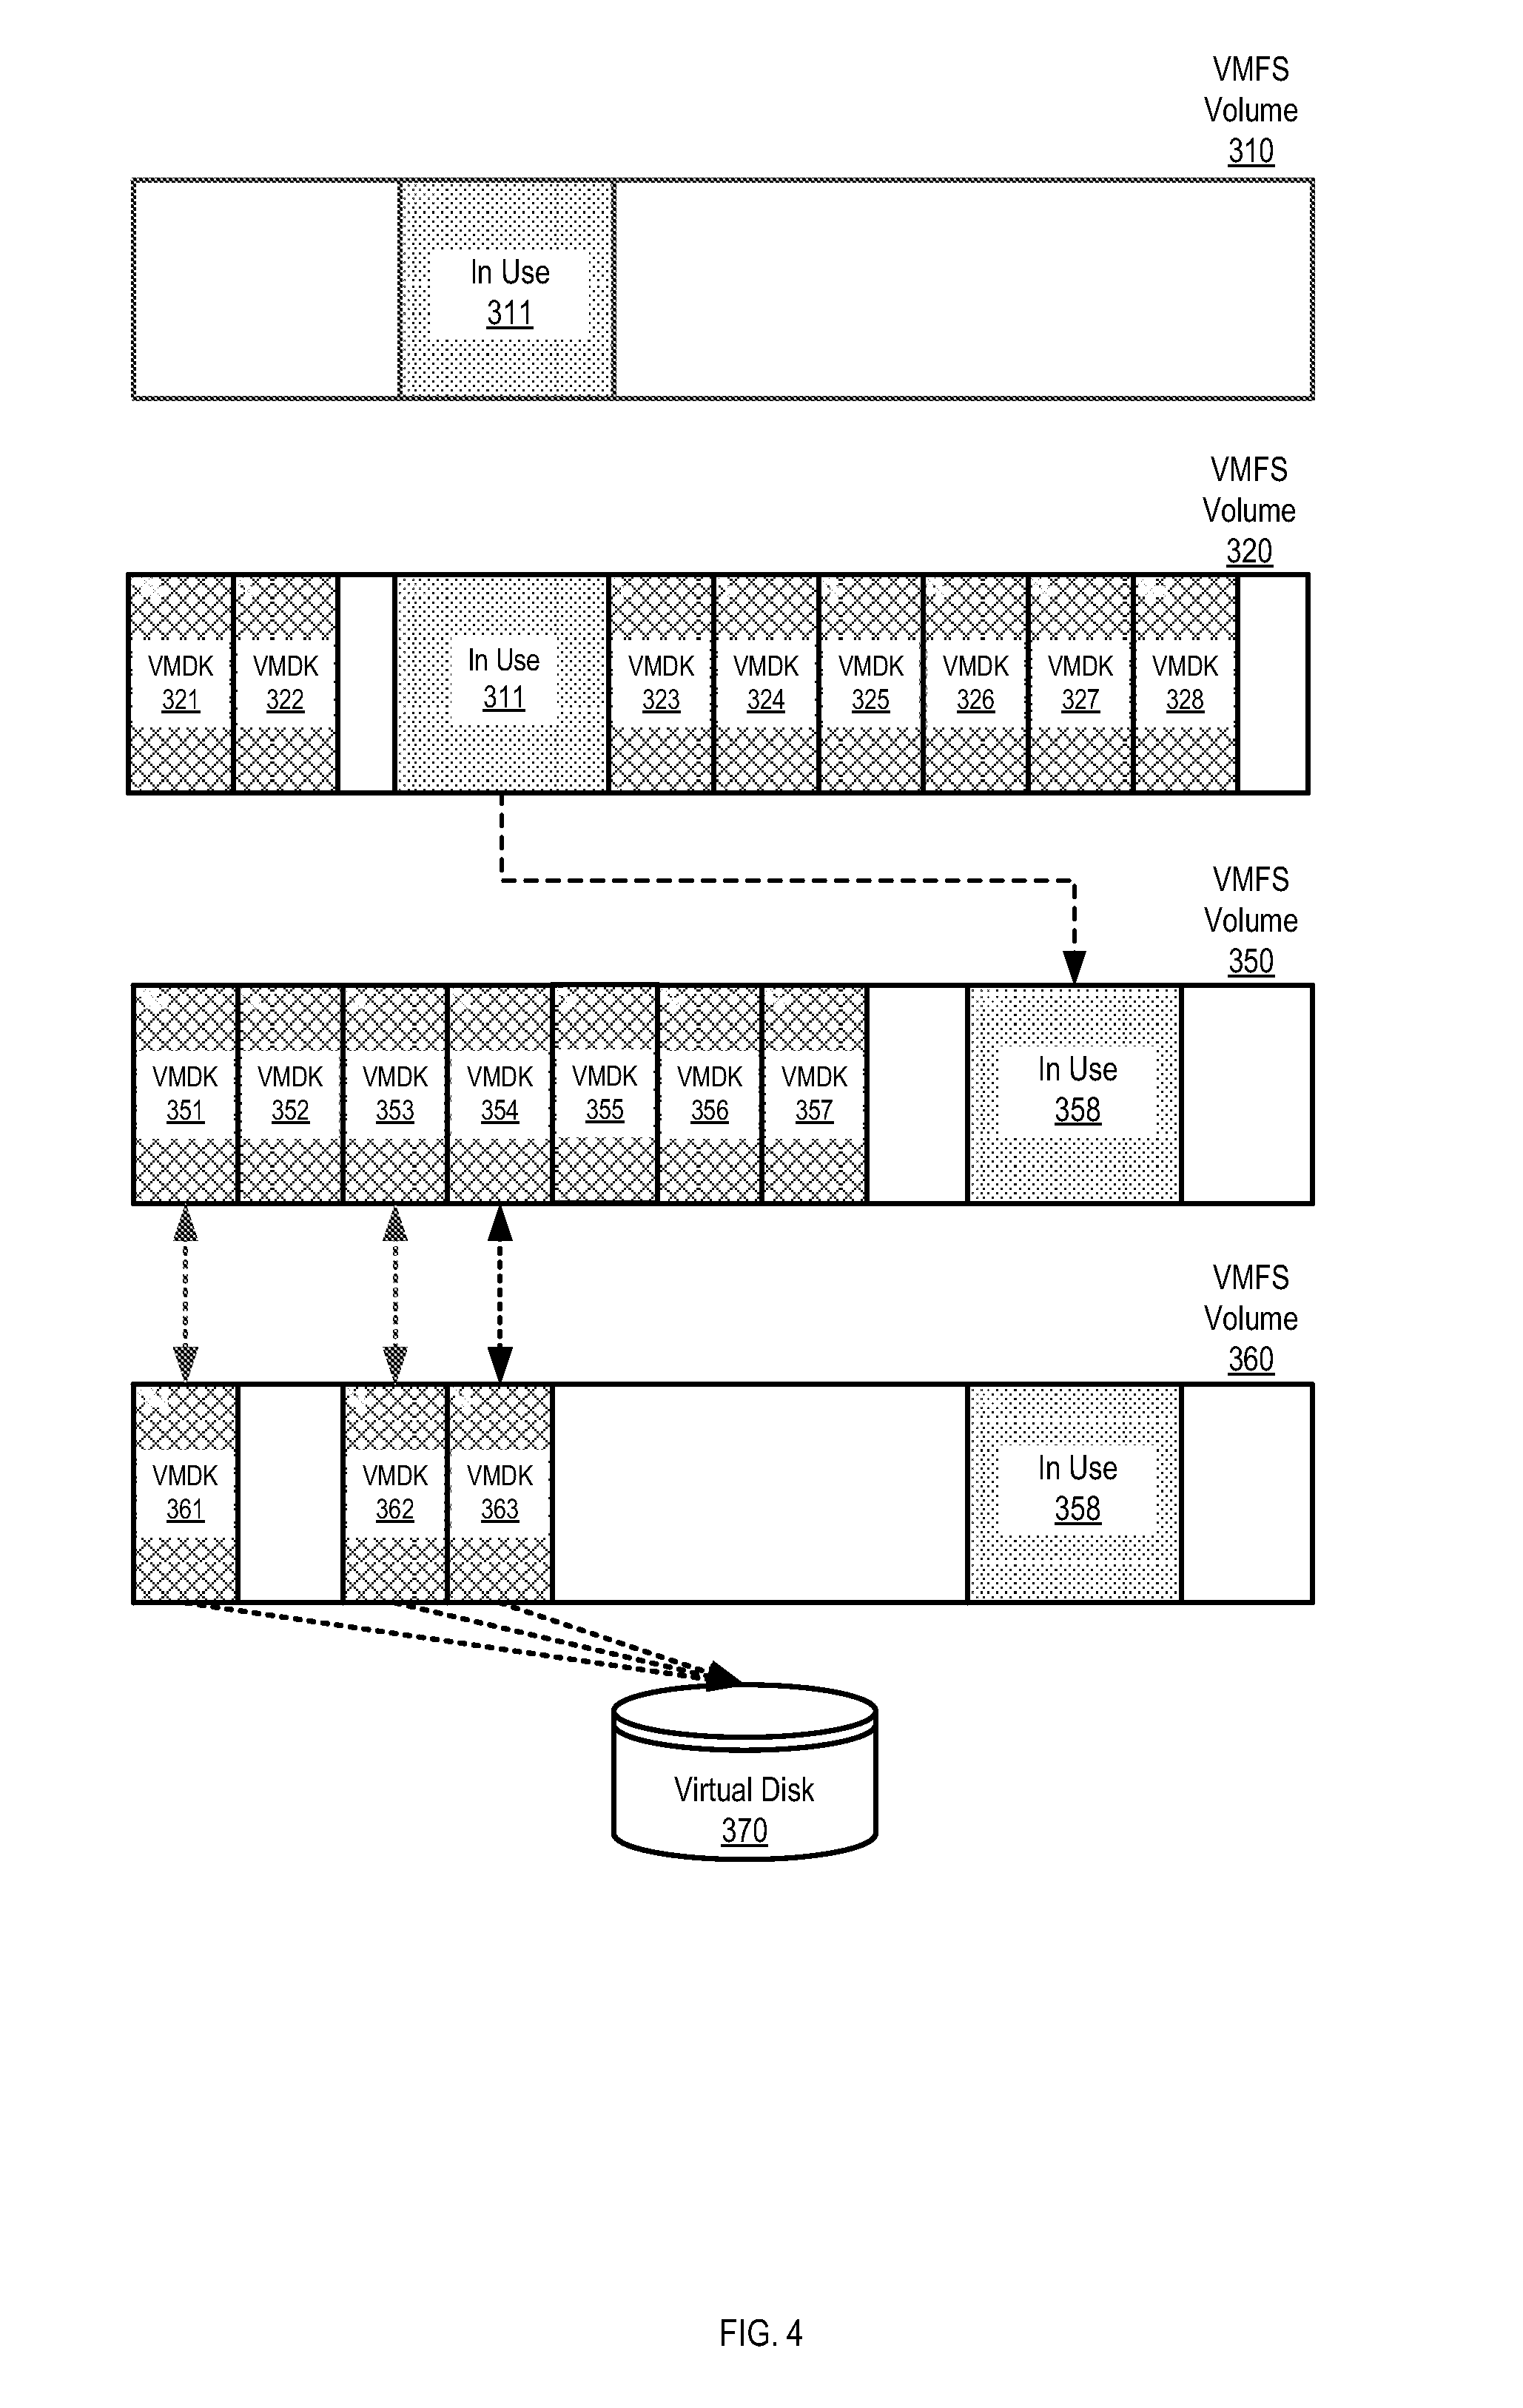 VMFS
Volume
310
In Use
311
VMFS
Volume
320
VMDK
321
VMDK
322
In Use
311
VMDK
323
VMDK
324
VMDK
325
VMDK
326
VMDK
327
VMDK
328
VMFS
Volume
350
VMDK
351
VMDK
352
VMDK
353
VMDK
354
VMDK
355
VMDK
356
VMDK
357
In Use
358
VMFS
Volume
360
VMDK
361
VMDK
362
VMDK
363
In Use
358
Virtual Disk
370
FIG. 4